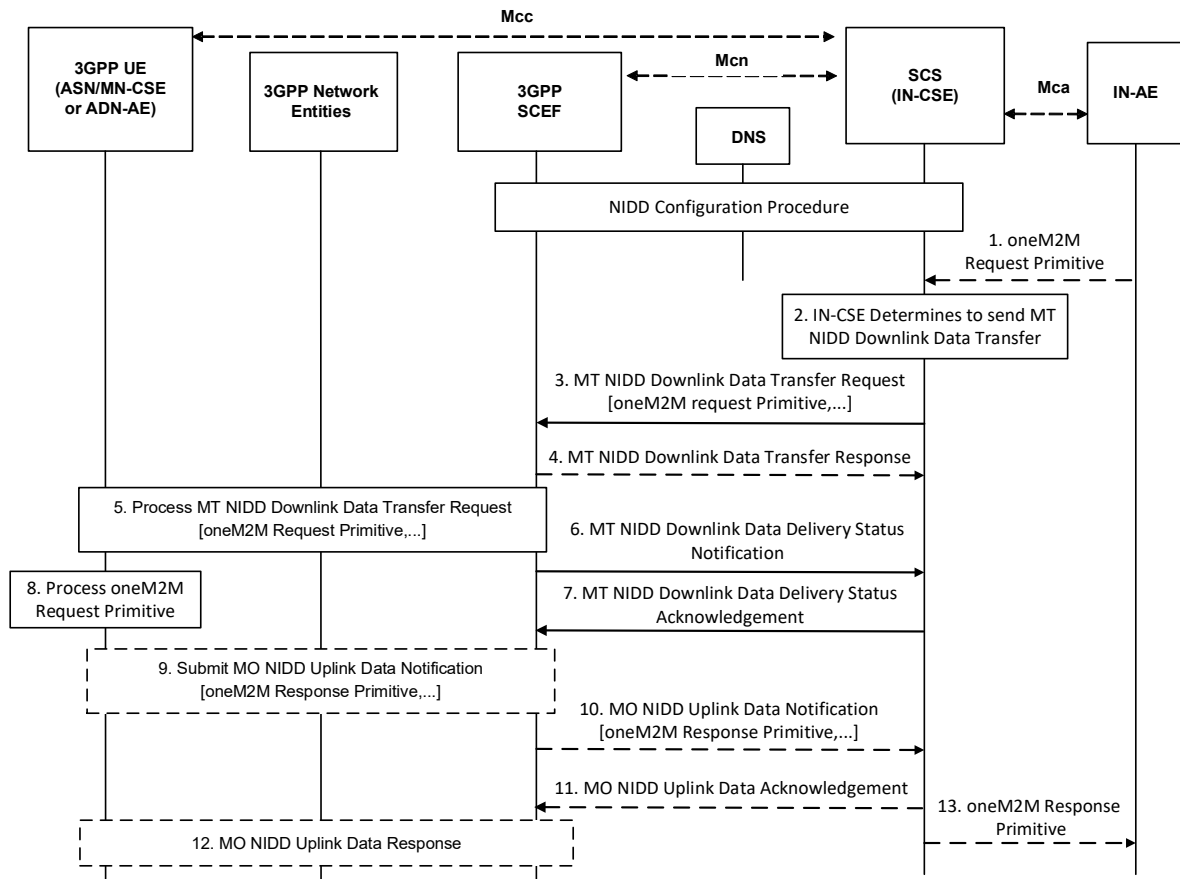 Mcc
3GPP UE
(ASN/MN-CSE
or ADN-AE)
3GPP Network
Entities
3GPP
SCEF
Mcn
DNS
SCS
(IN-CSE)
Mca
IN-AE
NIDD Configuration Procedure
1. oneM2M
Request Primitive
2. IN-CSE Determines to send MT
NIDD Downlink Data Transfer
3. MT NIDD Downlink Data Transfer Request
[oneM2M request Primitive,...]
4. MT NIDD Downlink Data Transfer Response
5. Process MT NIDD Downlink Data Transfer Request
[oneM2M Request Primitive,...]
6. MT NIDD Downlink Data Delivery Status
Notification
8. Process oneM2M
Request Primitive
7. MT NIDD Downlink Data Delivery Status
Acknowledgement
9. Submit MO NIDD Uplink Data Notification
[oneM2M Response Primitive,...]
10. MO NIDD Uplink Data Notification
[oneM2M Response Primitive,...]
11. MO NIDD Uplink Data Acknowledgement
13. oneM2M Response
Primitive
12. MO NIDD Uplink Data Response